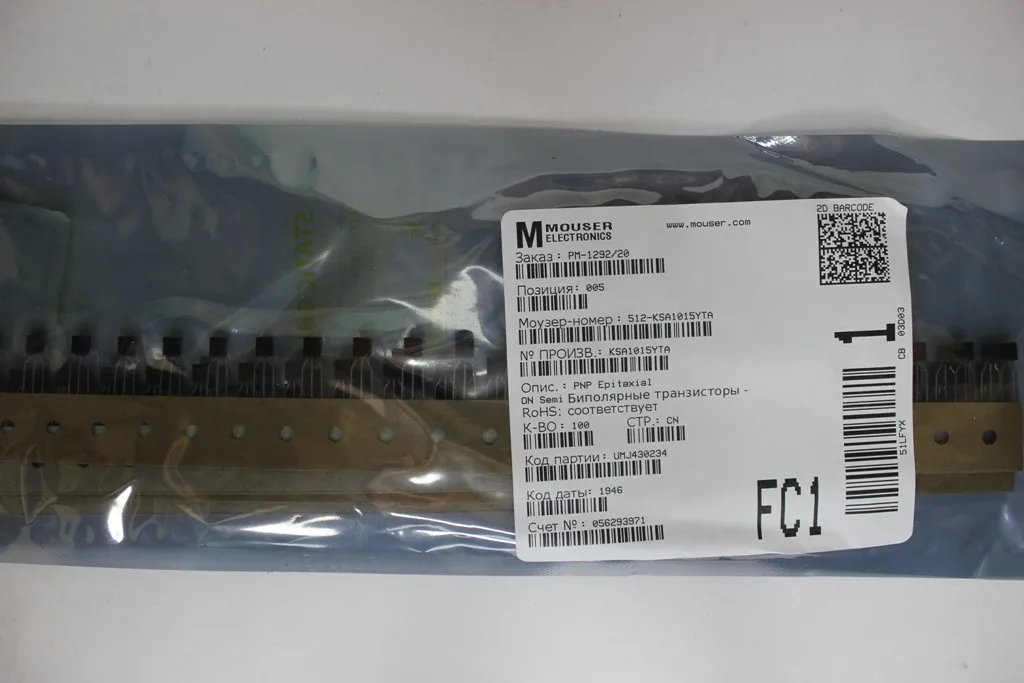 MOUSER
ELECTRONICS
www.mouser.com
2D BARCODE
Заказ : PM-1292/20
Позиция: 005
Моузер-номер : 512-KSA1015YTA
№ ПРОИЗВ.: KSA1015YTA
Опис. : PNP Epitaxial
ON Semi Биполярные транзисторы -
RoHS: соответствует
К-ВО : 100 СТР.: CN
Код партии: UMJ430234
Код даты: 1946
Счет № : 056293971
1
CB 03D03
51LFYX
FC1